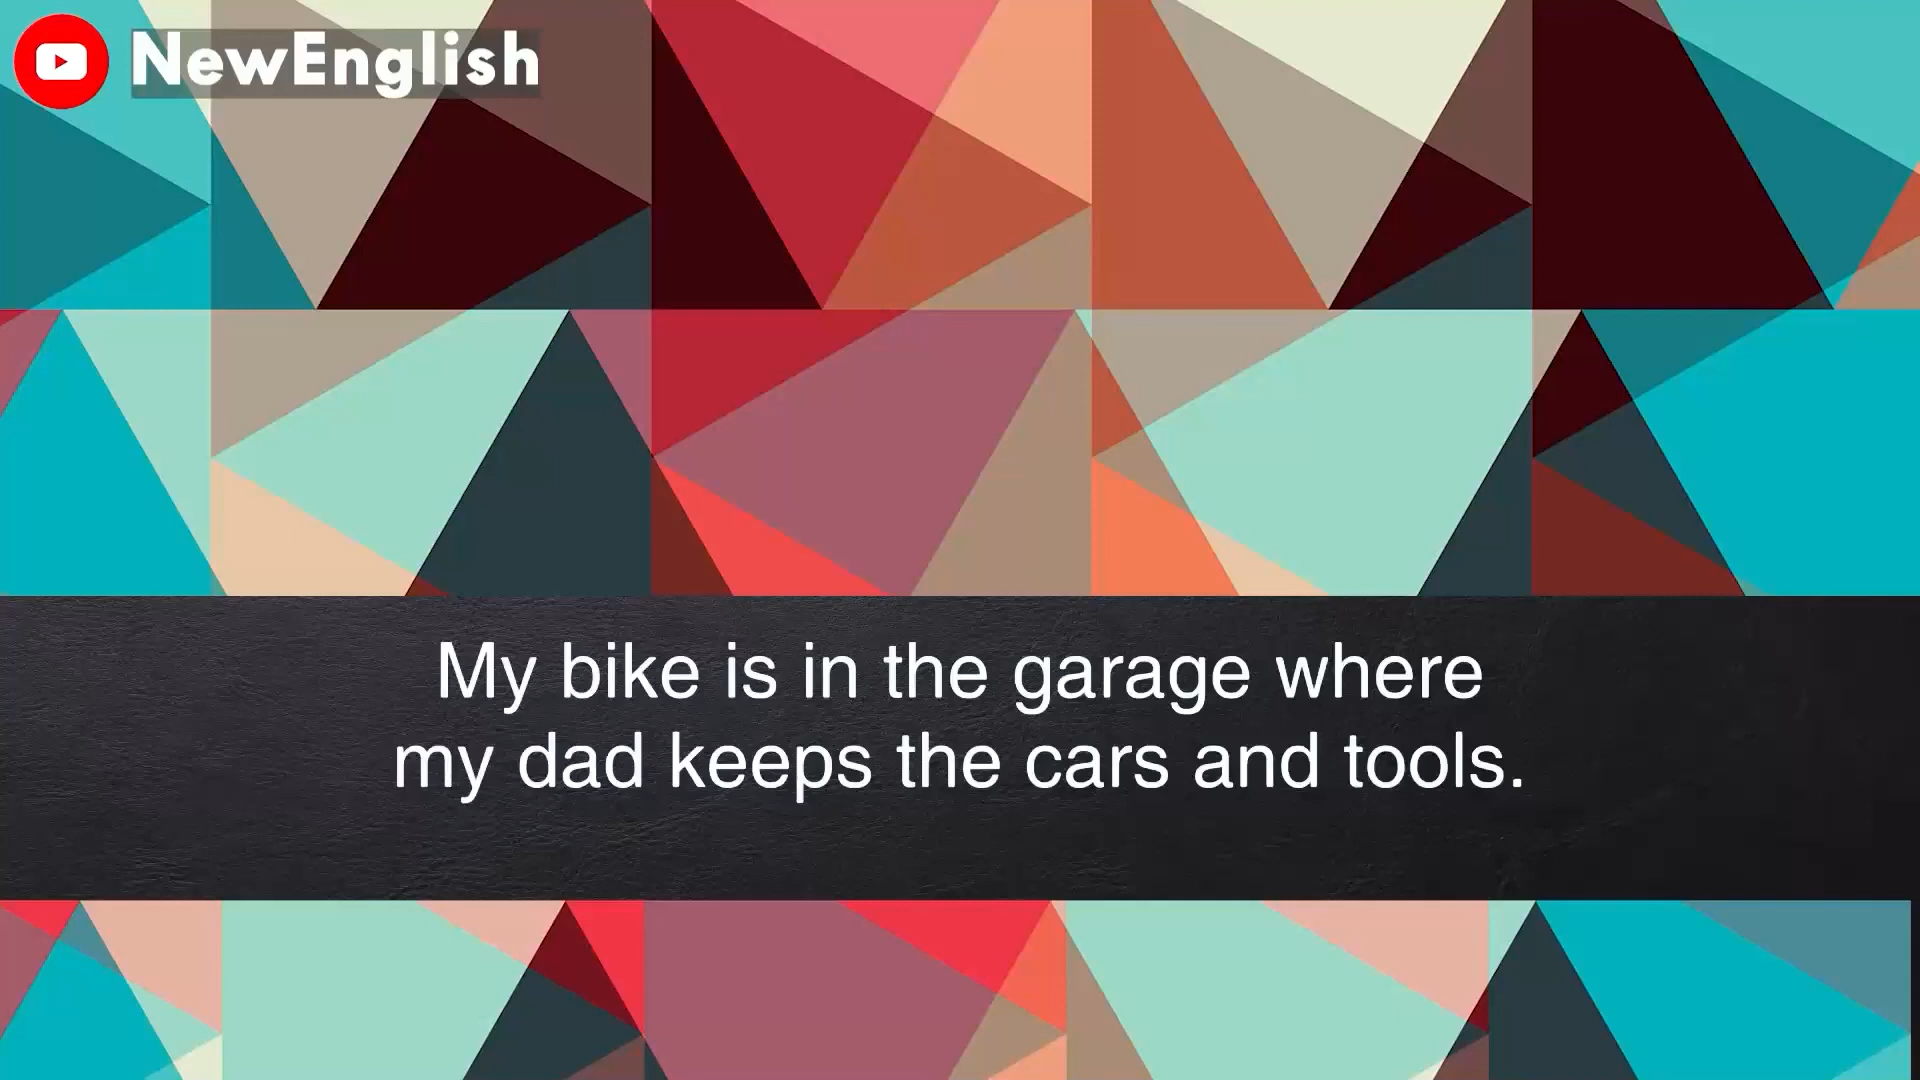 NewEnglish
My bike is in the garage where
my dad keeps the cars and tools.